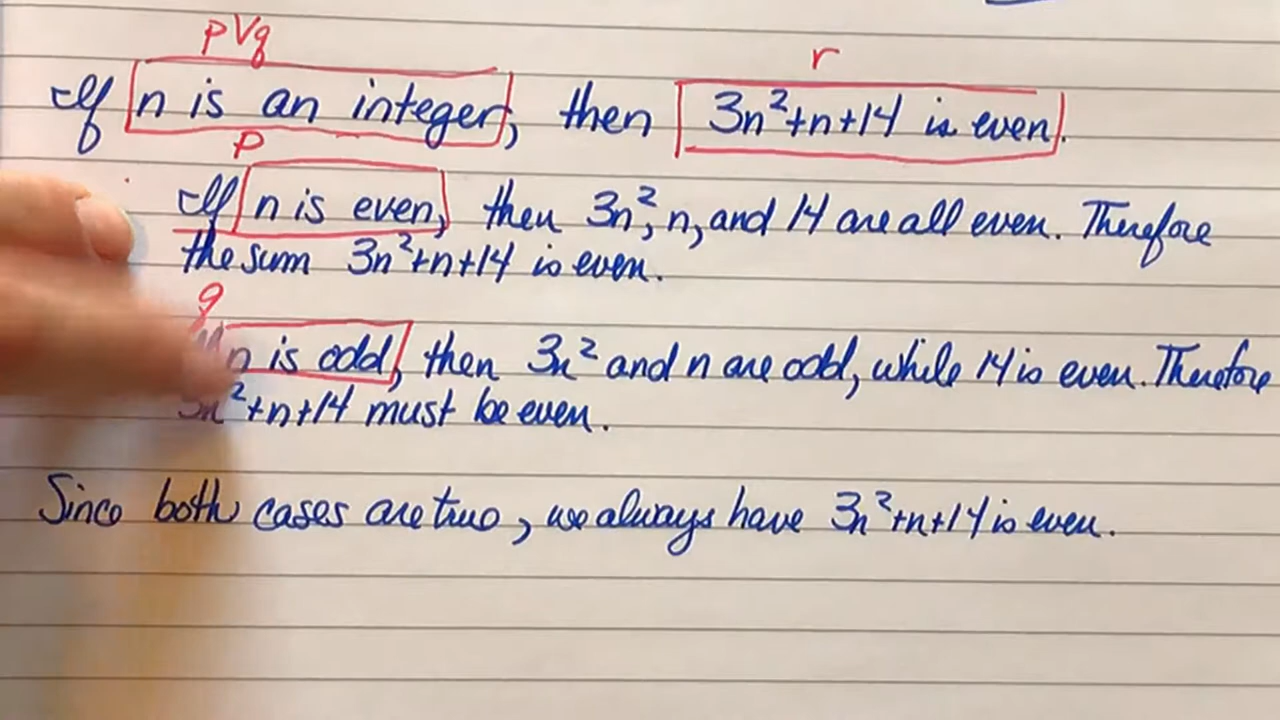 p∨q
r
If n is an integer, then 3n²+n+14 is even.
p
If n is even, then 3n², n, and 14 are all even. Therefore
the sum 3n²+n+14 is even.
q
n is odd, then 3n² and n are odd, while 14 is even. Therefore
3n²+n+14 must be even.
Since both cases are true, we always have 3n²+n+14 is even.